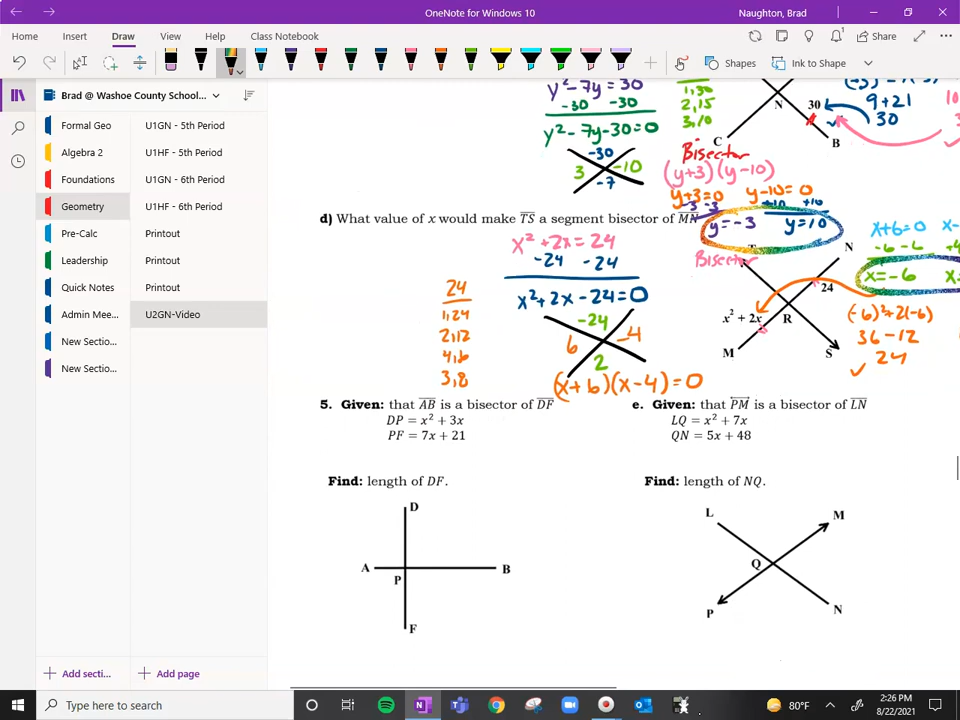 OneNote for Windows 10
Naughton, Brad
Home Insert Draw View Help Class Notebook
Share
Shapes
Ink to Shape
Brad @ Washoe County School...
Formal Geo
Algebra 2
Foundations
Geometry
Pre-Calc
Leadership
Quick Notes
Admin Mee...
New Sectio...
New Sectio...
U1GN - 5th Period
U1HF - 5th Period
U1GN - 6th Period
U1HF - 6th Period
Printout
Printout
Printout
U2GN-Video
Add secti...
Add page
y² - 7y = 30
-30 -30
y² - 7y - 30 = 0
-30
3 -10
-7
1,30
2,15
3,10
N 30
C B
9+21
30
Bisector
(y+3)(y-10)
y+3=0 y-10=0
-3 -3 +10 +10
y=-3 y=10
d) What value of x would make TS a segment bisector of MN
x² + 2x = 24
-24 -24
x² + 2x - 24 = 0
-24
6 -4
2
(x+6)(x-4)=0
24
1,24
2,12
4,6
3,8
Bisector
N
24
x² + 2x R
M S
x+6=0 x-
-6 -6
x=-6 x=
(-6)²+2(-6)
36-12
24
5. Given: that AB is a bisector of DF
DP = x² + 3x
PF = 7x + 21
Find: length of DF.
D
A B
P
F
e. Given: that PM is a bisector of LN
LQ = x² + 7x
QN = 5x + 48
Find: length of NQ.
L M
Q
P N
80°F
2:26 PM
8/22/2021